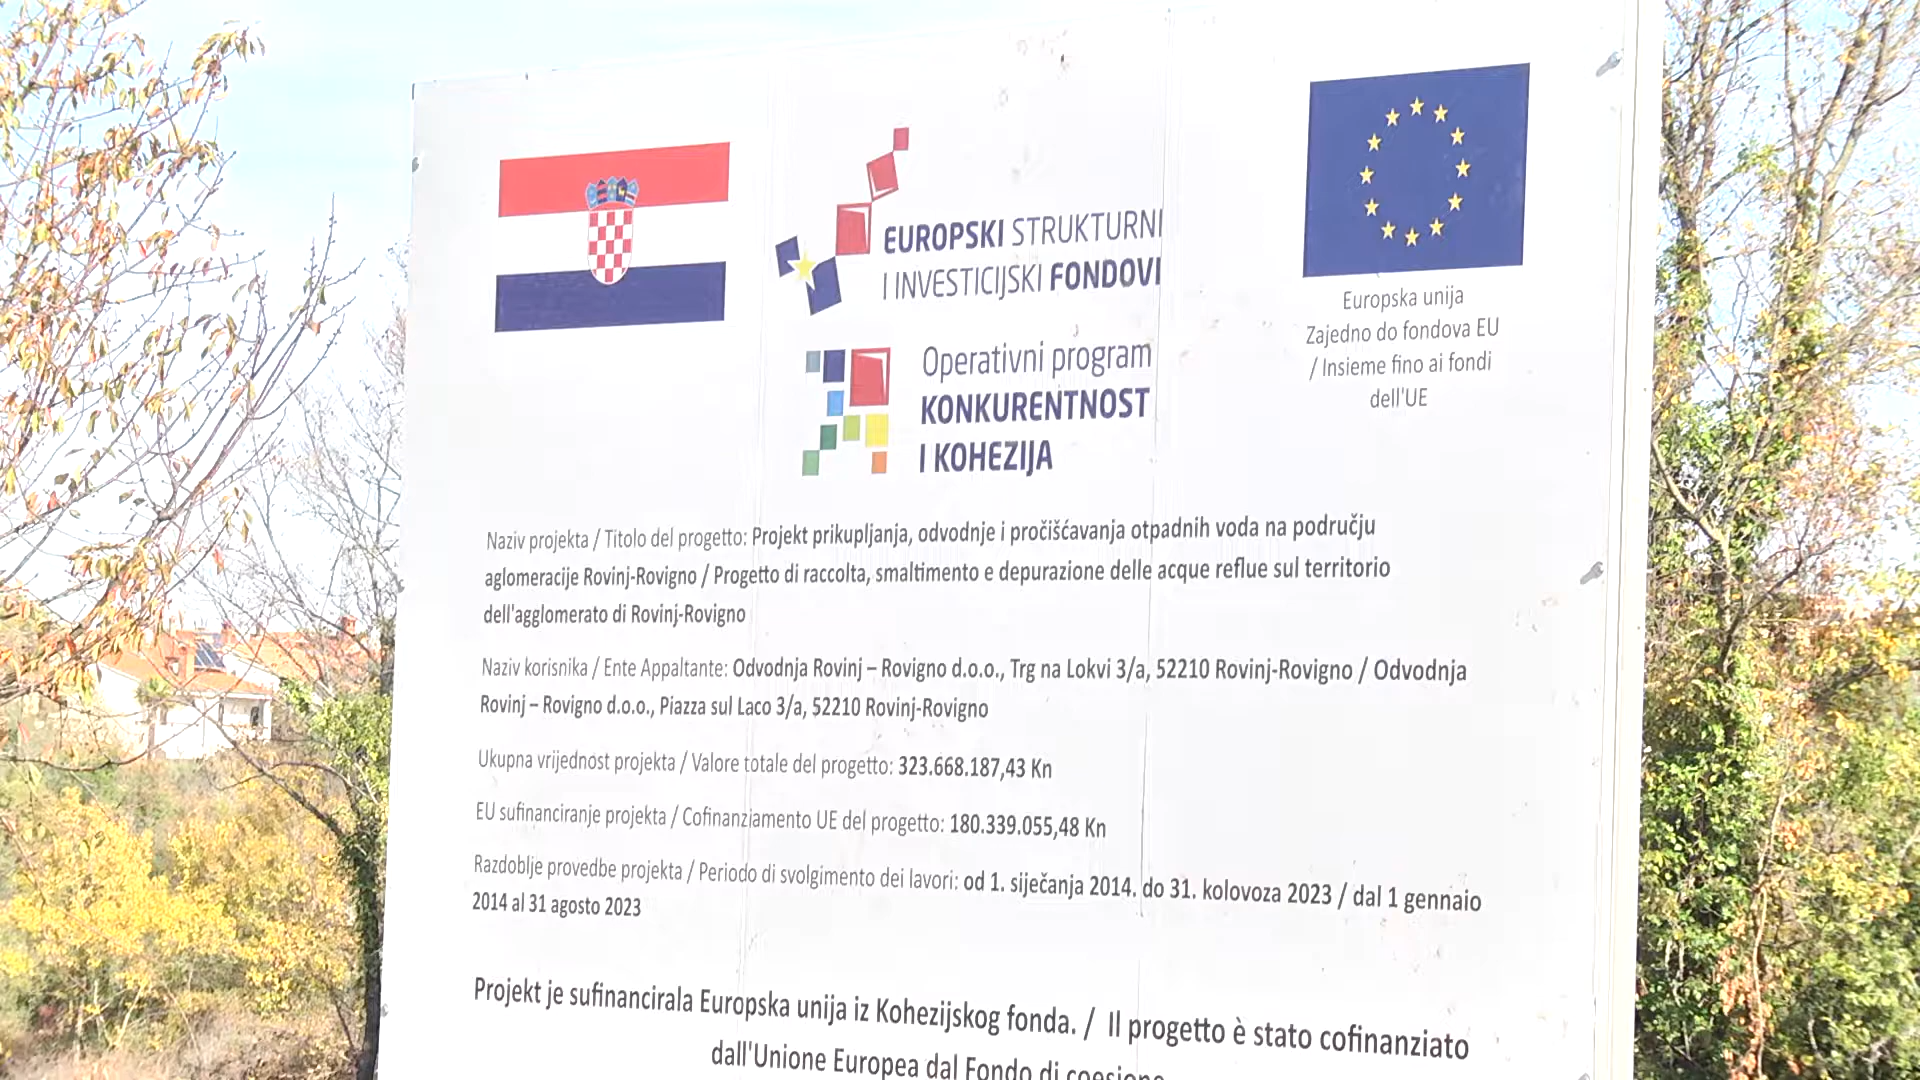 EUROPSKI STRUKTURNI
I INVESTICIJSKI FONDOVI
Operativni program
KONKURENTNOST
I KOHEZIJA
Europska unija
Zajedno do fondova EU
/ Insieme fino ai fondi
dell'UE
Naziv projekta / Titolo del progetto: Projekt prikupljanja, odvodnje i pročišćavanja otpadnih voda na području
aglomeracije Rovinj-Rovigno / Progetto di raccolta, smaltimento e depurazione delle acque reflue sul territorio
dell'agglomerato di Rovinj-Rovigno
Naziv korisnika / Ente Appaltante: Odvodnja Rovinj – Rovigno d.o.o., Trg na Lokvi 3/a, 52210 Rovinj-Rovigno / Odvodnja
Rovinj – Rovigno d.o.o., Piazza sul Laco 3/a, 52210 Rovinj-Rovigno
Ukupna vrijednost projekta / Valore totale del progetto: 323.668.187,43 Kn
EU sufinanciranje projekta / Cofinanziamento UE del progetto: 180.339.055,48 Kn
Razdoblje provedbe projekta / Periodo di svolgimento dei lavori: od 1. siječanja 2014. do 31. kolovoza 2023 / dal 1 gennaio
2014 al 31 agosto 2023
Projekt je sufinancirala Europska unija iz Kohezijskog fonda. / Il progetto è stato cofinanziato
dall'Unione Europea dal Fondo di coesione